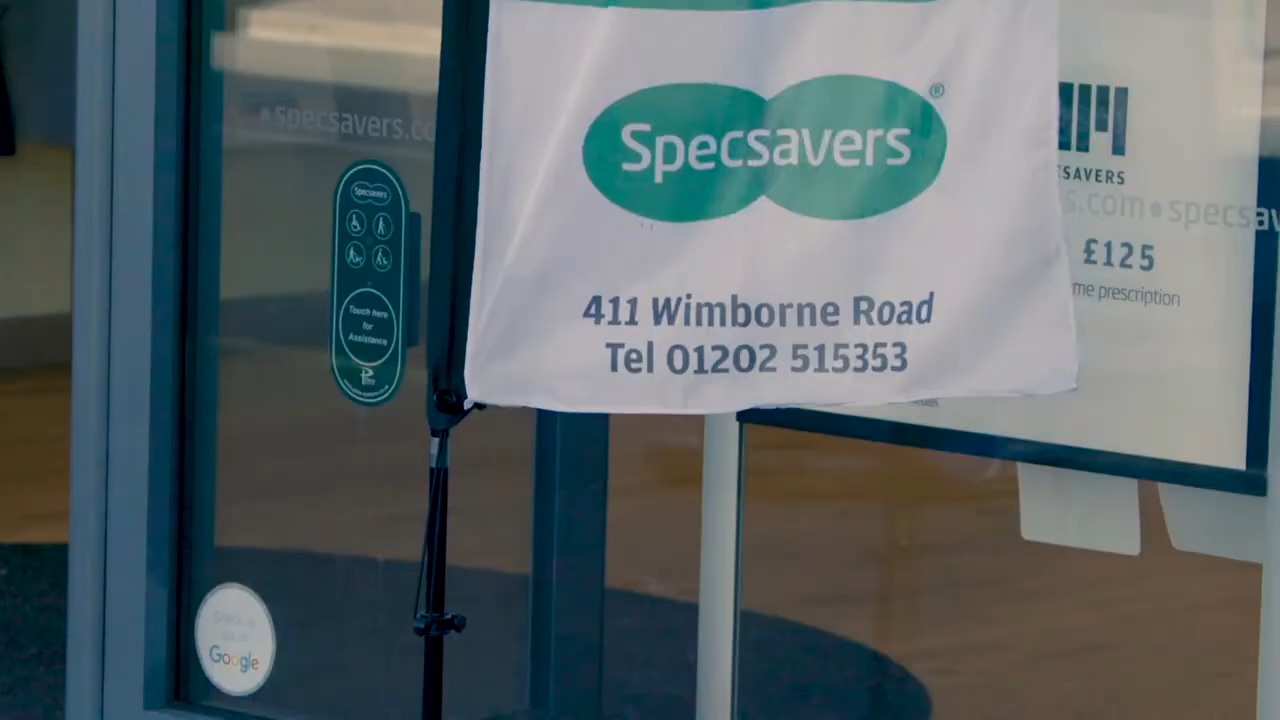 specsavers.co
Specsavers®
SAVERS
s.com•specsav
£125
me prescription
411 Wimborne Road
Tel 01202 515353
Specsavers
Touch here
for
Assistance
Google